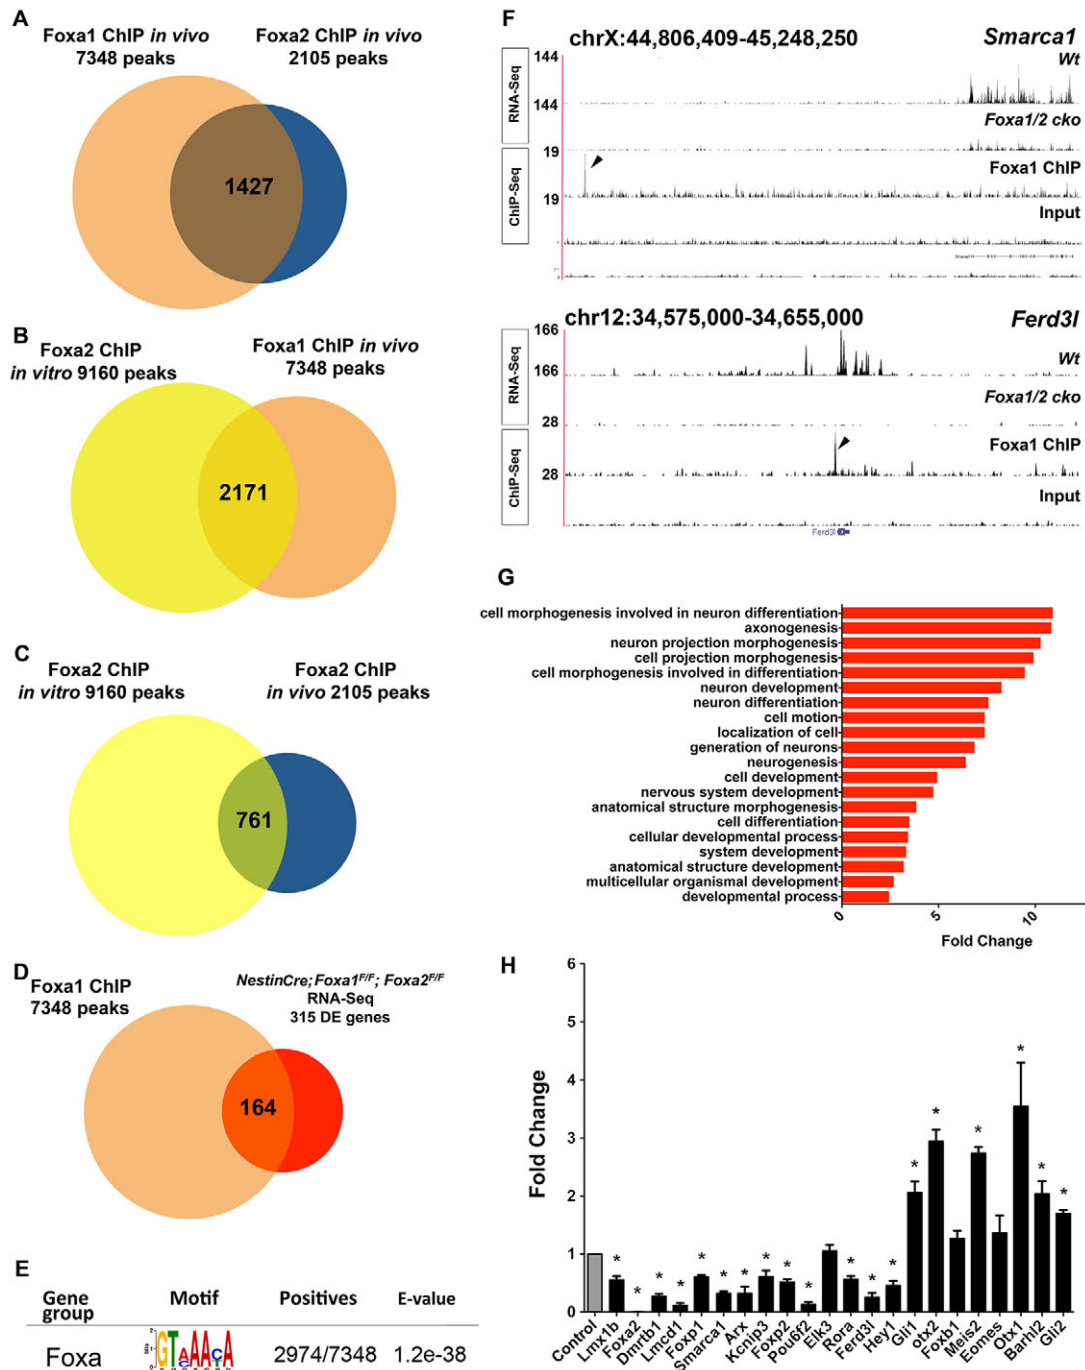 A
Foxa1 ChIP in vivo
7348 peaks
Foxa2 ChIP in vivo
2105 peaks
1427
B
Foxa2 ChIP
in vitro 9160 peaks
Foxa1 ChIP in vivo
7348 peaks
2171
C
Foxa2 ChIP
in vitro 9160 peaks
Foxa2 ChIP
in vivo 2105 peaks
761
D
Foxa1 ChIP
7348 peaks
NestinCre;Foxa1F/F; Foxa2F/F
RNA-Seq
315 DE genes
164
E
Gene group
Motif
Positives
E-value
Foxa
2974/7348
1.2e-38
F
chrX:44,806,409-45,248,250
Smarca1
144
Wt
RNA-Seq
144
Foxa1/2 cko
19
Foxa1 ChIP
ChIP-Seq
19
Input
chr12:34,575,000-34,655,000
Ferd3l
166
Wt
RNA-Seq
166
Foxa1/2 cko
28
Foxa1 ChIP
ChIP-Seq
28
Input
Ferd3l
G
cell morphogenesis involved in neuron differentiation
axonogenesis
neuron projection morphogenesis
cell projection morphogenesis
cell morphogenesis involved in differentiation
neuron development
neuron differentiation
cell motion
localization of cell
generation of neurons
neurogenesis
cell development
nervous system development
anatomical structure morphogenesis
cell differentiation
cellular developmental process
system development
anatomical structure development
multicellular organismal development
developmental process
0 5 10
Fold Change
H
6
5
4
3
2
1
0
Fold Change
* * * * * * * * * * * * * * * * * * * *
Control
Lmx1b
Foxa2
Dmrtb1
Lmcd1
Foxp1
Smarca1
Arx
Kcnip3
Foxp2
Pou6f2
Elk3
Rora
Ferd3l
Hey1
Gli1
otx2
Foxb1
Meis2
Eomes
Otx1
Barhl2
Gli2